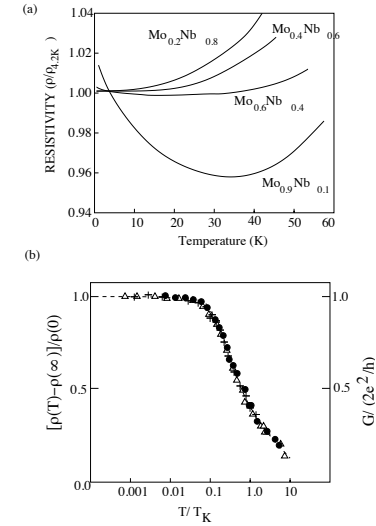 (a)
RESISTIVITY (ρ/ρ4.2K)
1.04
1.02
1.00
0.98
0.96
0.94
Mo0.2Nb 0.8
Mo0.4Nb 0.6
Mo0.6Nb 0.4
Mo0.9Nb 0.1
0 10 20 30 40 50 60
Temperature (K)
(b)
[ρ(T)−ρ(∞)]/ρ(0)
1.0
0.5
0.0
1.0
0.5
G/ (2e 2/h)
0.001 0.01 0.1 1.0 10
T/ TK